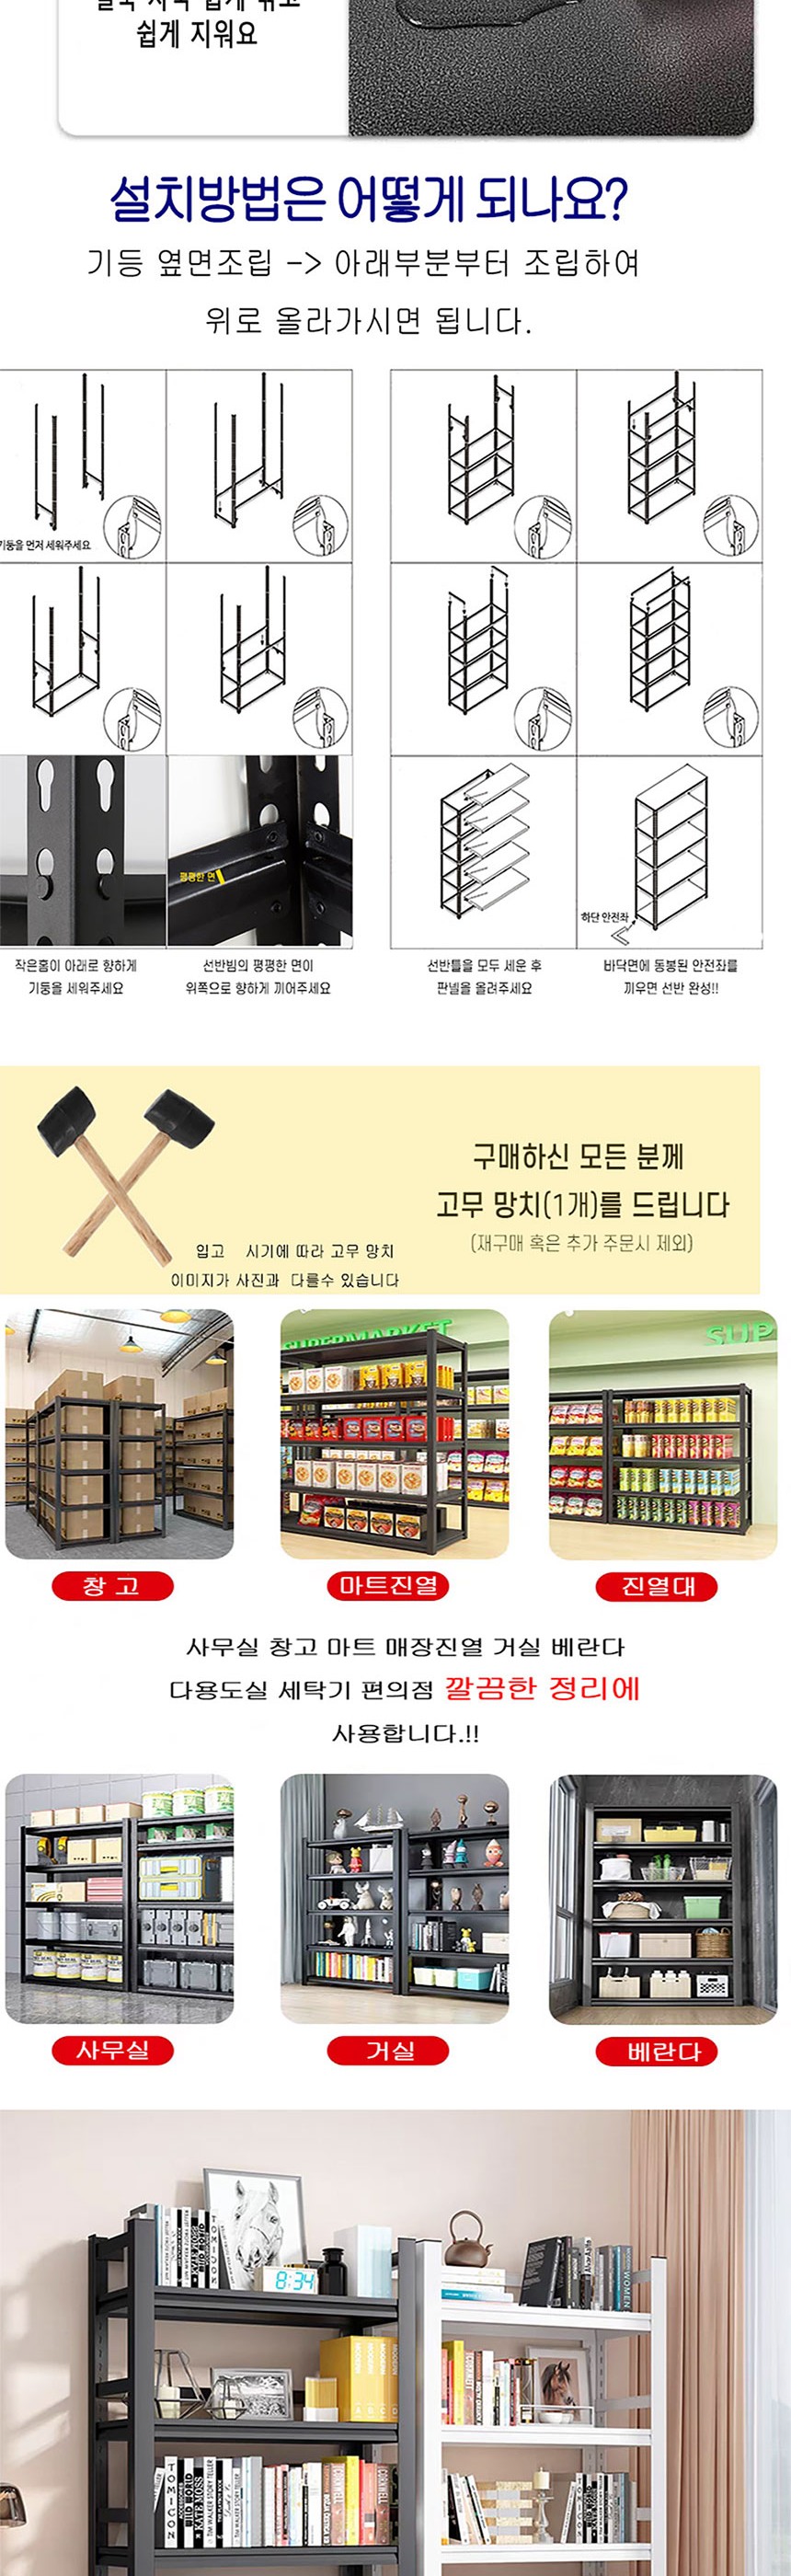 쉽게 지워요
설치방법은 어떻게 되나요?
기등 옆면조립 -> 아래부분부터 조립하여
위로 올라가시면 됩니다.
기둥을 먼저 세워주세요
평평한 면
하단 안전좌
작은홈이 아래로 향하게
기둥을 세워주세요
선반빔의 평평한 면이
위쪽으로 향하게 끼어주세요
선반틀을 모두 세운 후
판넬을 올려주세요
바닥면에 동봉된 안전좌를
끼우면 선반 완성!!
구매하신 모든 분께
고무 망치(1개)를 드립니다
(재구매 혹은 추가 주문시 제외)
입고 시기에 따라 고무 망치
이미지가 사진과 다를수 있습니다
SUPERMARKET
SUP
창 고
마트진열
진열대
사무실 창고 마트 매장진열 거실 베란다
다용도실 세탁기 편의점 깔끔한 정리에
사용합니다.!!
사무실
거실
베란다
8:34
TOMICON
WOMEN
MODERN
TOMICON